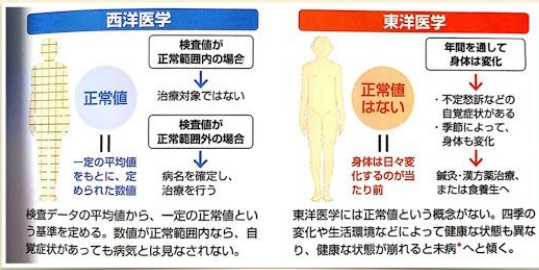 西洋医学
正常値
||
一定の平均値
をもとに、定
められた数値
検査値が
正常範囲内の場合
治療対象ではない
検査値が
正常範囲外の場合
病名を確定し、
治療を行う
検査データの平均値から、一定の正常値とい
う基準を定める。数値が正常範囲内なら、自
覚症状があっても病気とは見なされない。
東洋医学
正常値
はない
||
身体は日々変
化するのが当
たり前
年間を通して
身体は変化
・不定愁訴などの
自覚症状がある
・季節によって、
身体も変化
鍼灸・漢方薬治療、
または食養生へ
東洋医学には正常値という概念がない。四季の
変化や生活環境などによって健康な状態も異な
り、健康な状態が崩れると未病*へと傾く。